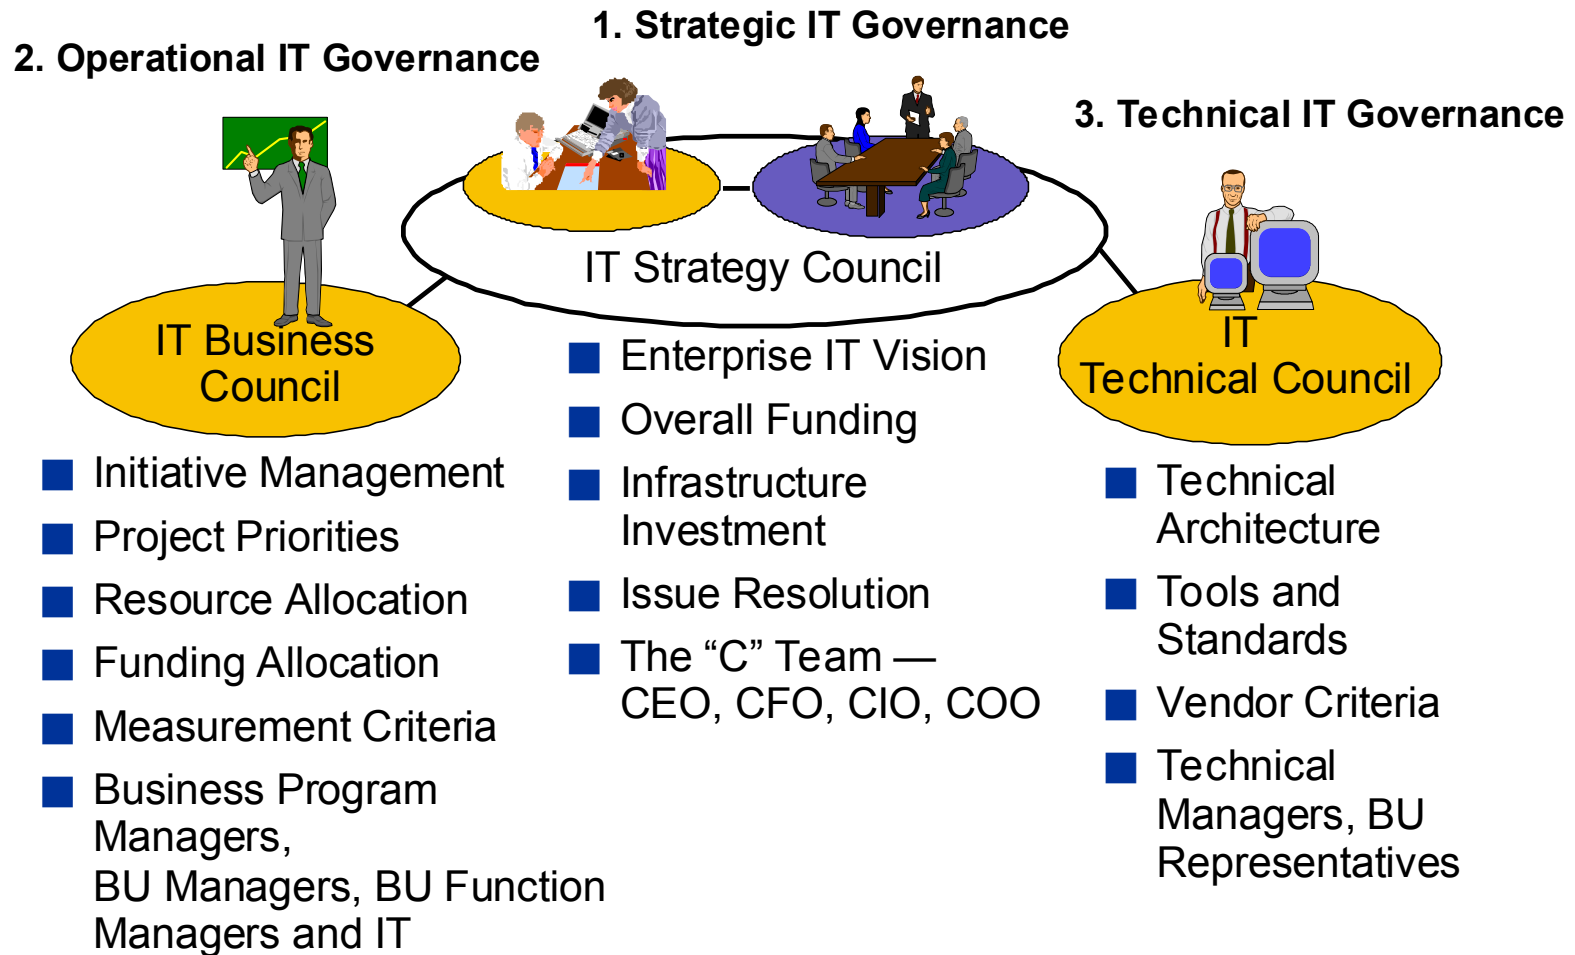 1. Strategic IT Governance
2. Operational IT Governance
3. Technical IT Governance
IT Strategy Council
Enterprise IT Vision
Overall Funding
Infrastructure
Investment
Issue Resolution
The “C” Team —
CEO, CFO, CIO, COO
IT Business
Council
Initiative Management
Project Priorities
Resource Allocation
Funding Allocation
Measurement Criteria
Business Program
Managers,
BU Managers, BU Function
Managers and IT
IT
Technical Council
Technical
Architecture
Tools and
Standards
Vendor Criteria
Technical
Managers, BU
Representatives